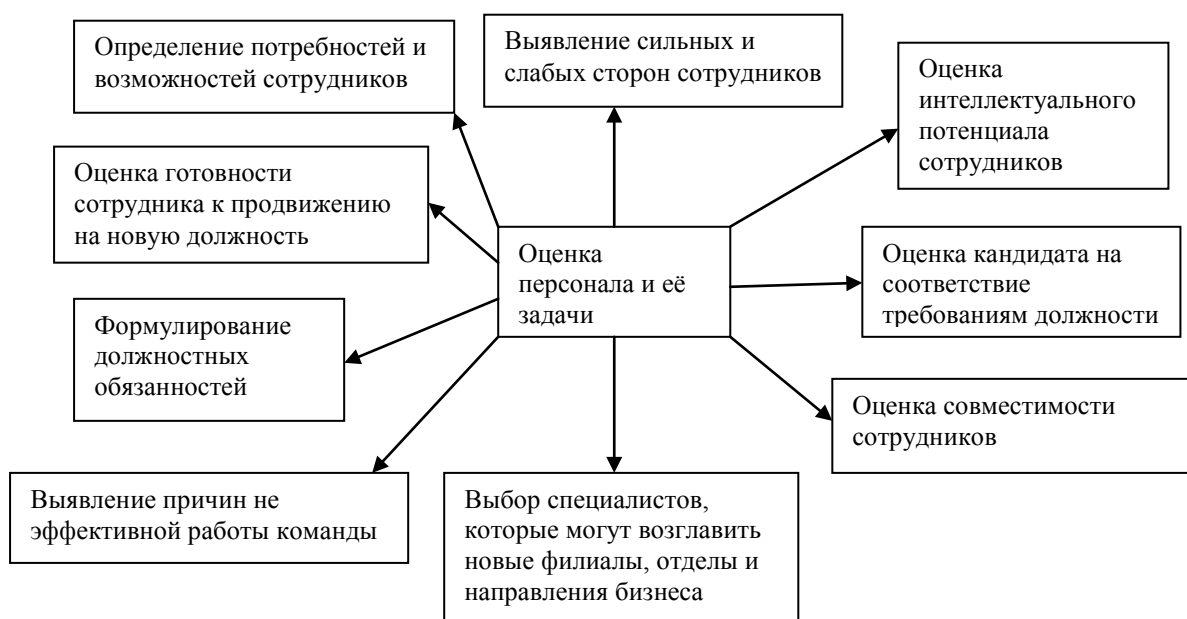 Определение потребностей и
возможностей сотрудников
Выявление сильных и
слабых сторон сотрудников
Оценка
интеллектуального
потенциала
сотрудников
Оценка готовности
сотрудника к продвижению
на новую должность
Оценка
персонала и её
задачи
Оценка кандидата на
соответствие
требованиям должности
Формулирование
должностных
обязанностей
Оценка совместимости
сотрудников
Выявление причин не
эффективной работы команды
Выбор специалистов,
которые могут возглавить
новые филиалы, отделы и
направления бизнеса